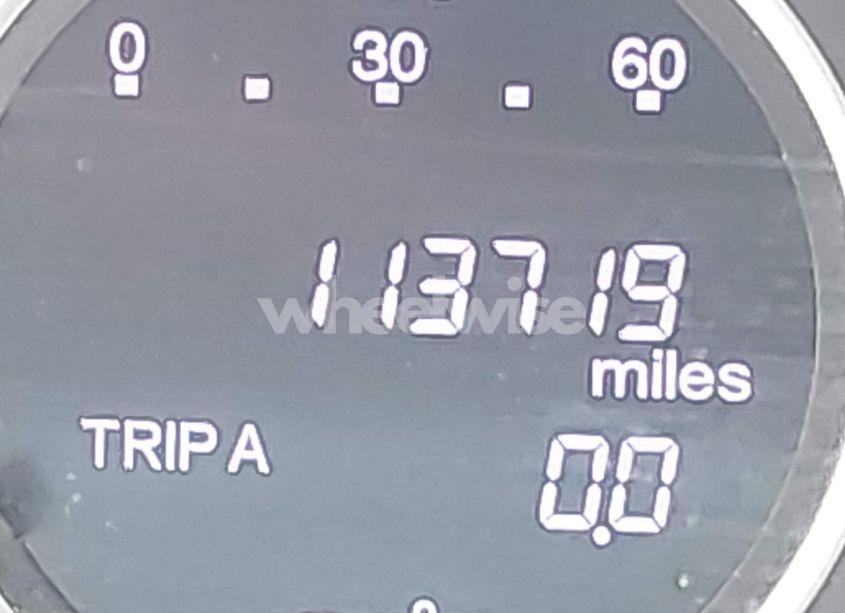 0 30 60
113719
wheelwise
miles
TRIP A 0.0